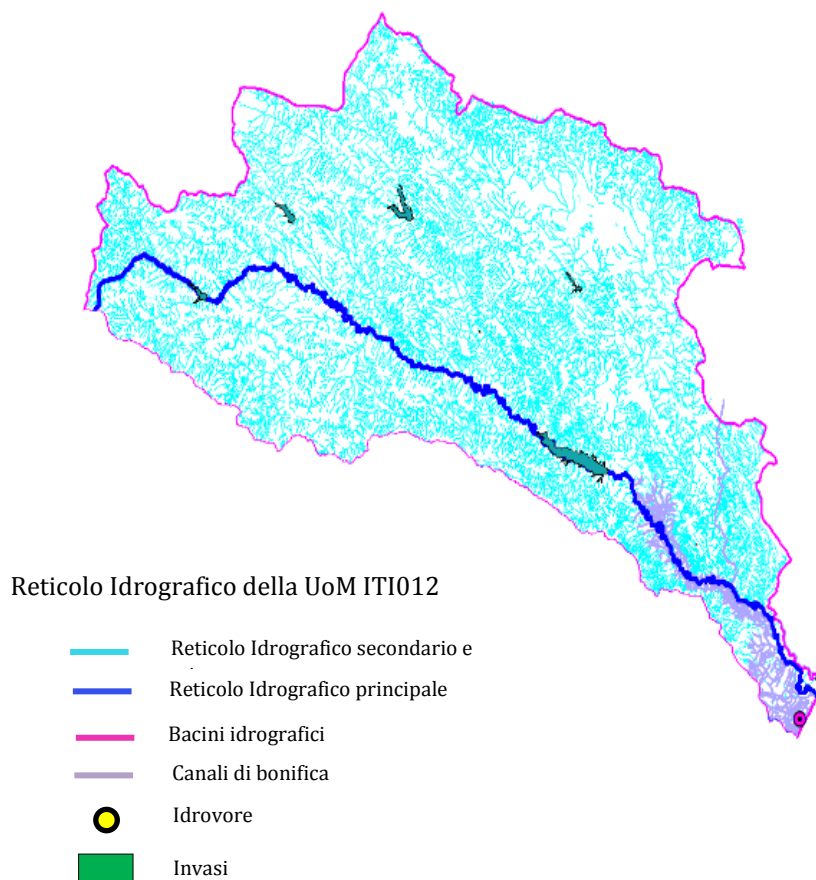 Reticolo Idrografico della UoM ITI012
Reticolo Idrografico secondario e
Reticolo Idrografico principale
Bacini idrografici
Canali di bonifica
Idrovore
Invasi